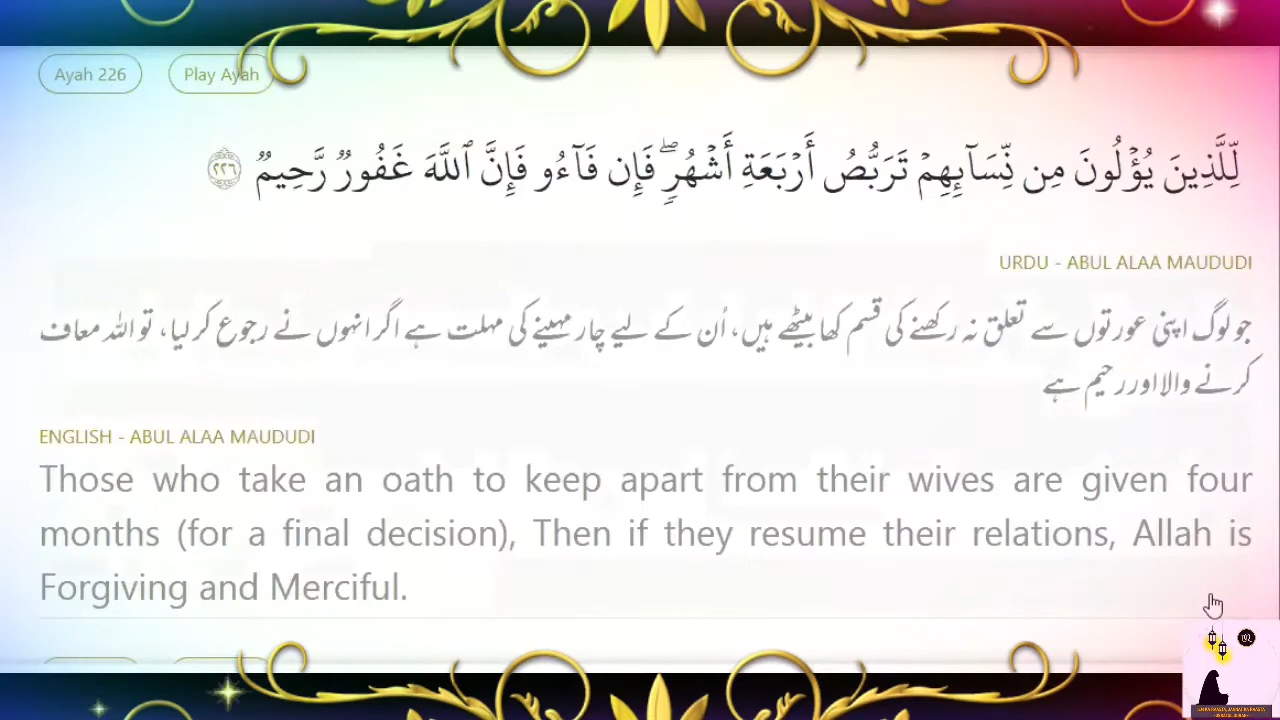 Ayah 226
Play Ayah
لِّلَّذِينَ يُؤْلُونَ مِن نِّسَآئِهِمْ تَرَبُّصُ أَرْبَعَةِ أَشْهُرٍۢ ۖ فَإِن فَآءُو فَإِنَّ ٱللَّهَ غَفُورٌۭ رَّحِيمٌۭ ٢٢٦
URDU - ABUL ALAA MAUDUDI
جو لوگ اپنی عورتوں سے تعلق نہ رکھنے کی قسم کھا بیٹھے ہیں، اُن کے لیے چار مہینے کی مہلت ہے اگر انہوں نے رجوع کر لیا، تو اللہ معاف
کرنے والا اور رحیم ہے
ENGLISH - ABUL ALAA MAUDUDI
Those who take an oath to keep apart from their wives are given four
months (for a final decision), Then if they resume their relations, Allah is
Forgiving and Merciful.